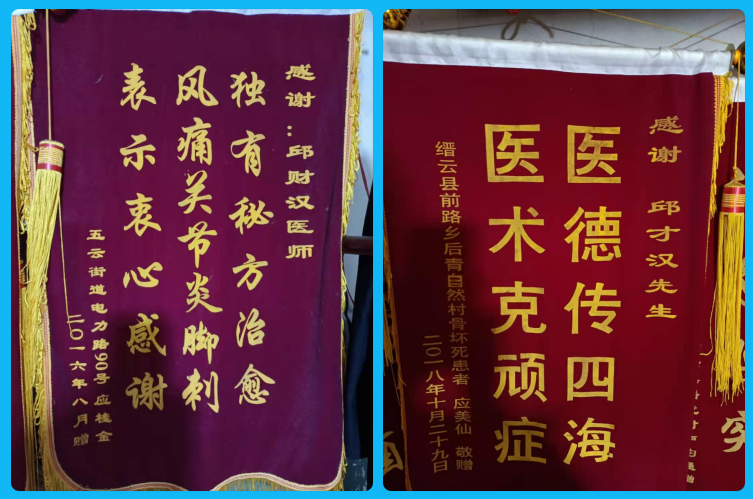 感谢：邱财汉医师
独有秘方治愈
风痛关节炎脚刺
表示衷心感谢
五云街道电力路90号 应桂金
二〇一六年八月赠
感谢 邱才汉先生
医德传四海
医术克顽症
缙云县前路乡后青自然村骨坏死患者 应美仙 敬赠
二〇一八年十月二十九日